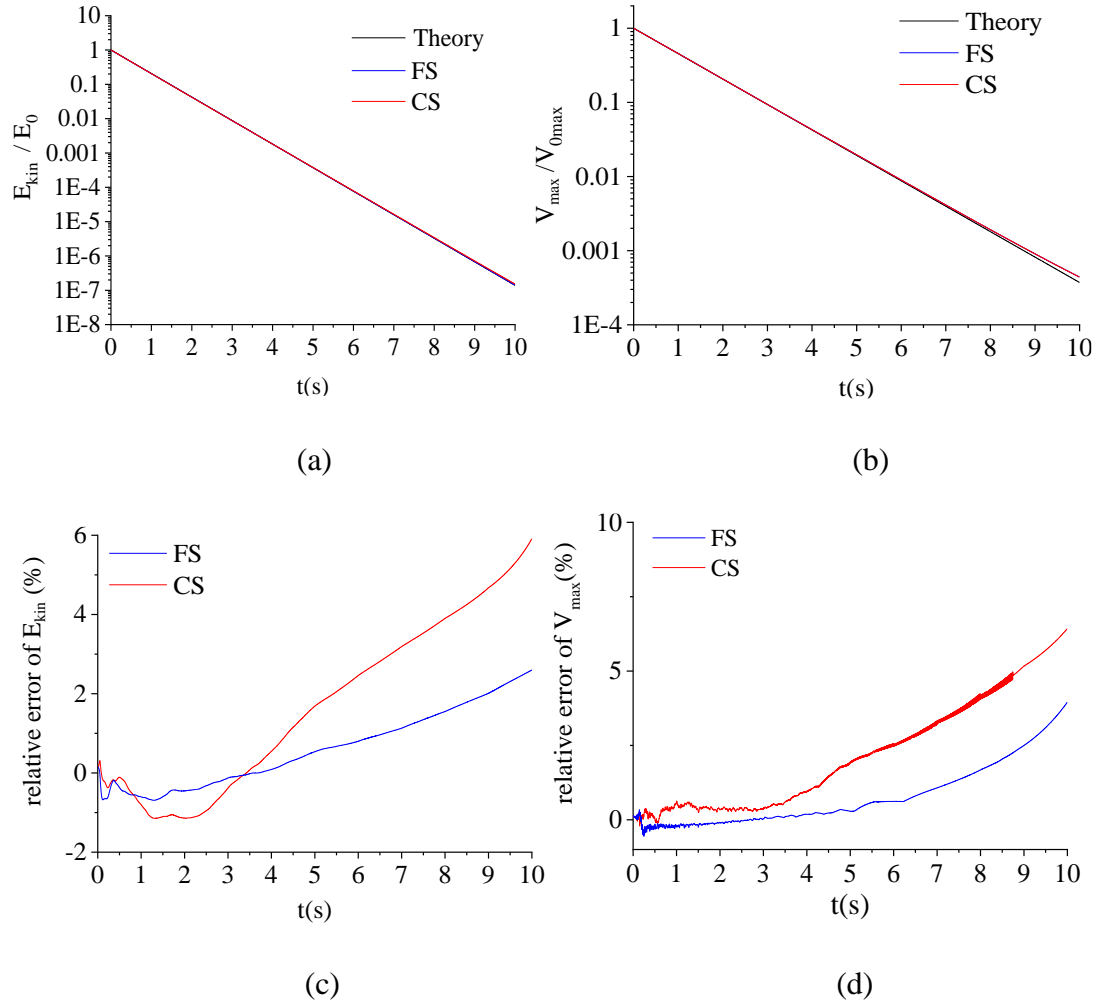 10
1
0.1
0.01
0.001
1E-4
1E-5
1E-6
1E-7
1E-8
E_kin / E_0
Theory
FS
CS
0 1 2 3 4 5 6 7 8 9 10
t(s)
(a)
1
0.1
0.01
0.001
1E-4
V_max /V_0max
Theory
FS
CS
0 1 2 3 4 5 6 7 8 9 10
t(s)
(b)
6
4
2
0
-2
relative error of E_kin (%)
FS
CS
0 1 2 3 4 5 6 7 8 9 10
t(s)
(c)
10
5
0
relative error of V_max(%)
FS
CS
0 1 2 3 4 5 6 7 8 9 10
t(s)
(d)